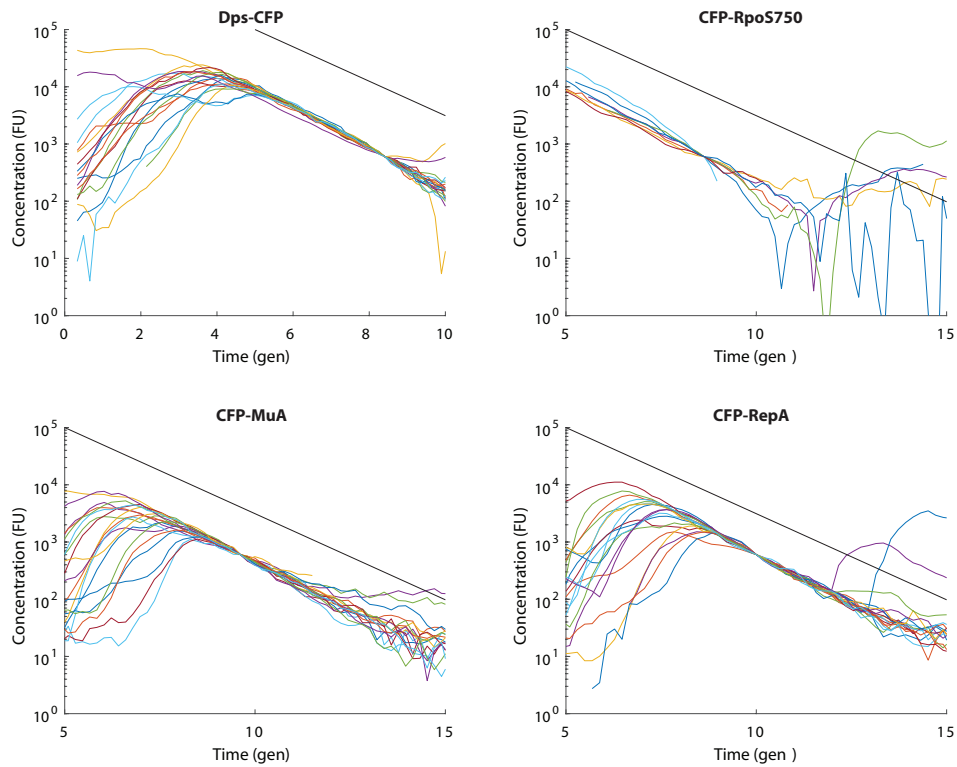 Dps-CFP
Concentration (FU)
10^5
10^4
10^3
10^2
10^1
10^0
0 2 4 6 8 10
Time (gen)
CFP-RpoS750
Concentration (FU)
10^5
10^4
10^3
10^2
10^1
10^0
5 10 15
Time (gen )
CFP-MuA
Concentration (FU)
10^5
10^4
10^3
10^2
10^1
10^0
5 10 15
Time (gen)
CFP-RepA
Concentration (FU)
10^5
10^4
10^3
10^2
10^1
10^0
5 10 15
Time (gen )